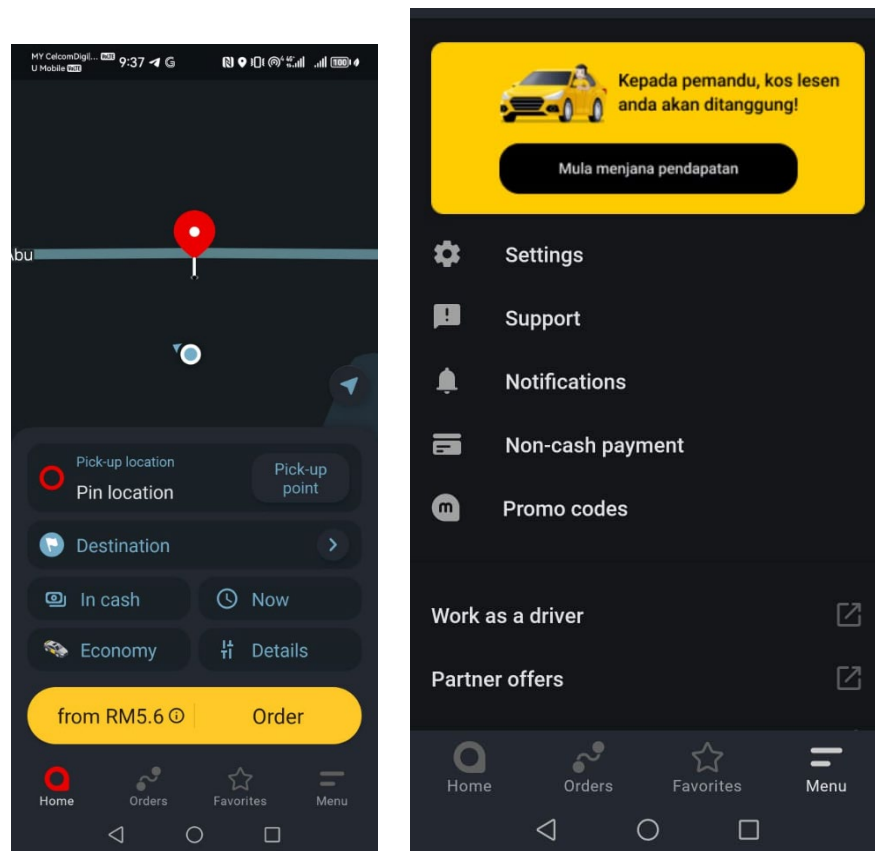 MY CelcomDigil...
U Mobile
9:37
G
100
Abu
Pick-up location
Pin location
Pick-up
point
Destination
In cash
Now
Economy
Details
from RM5.6
Order
Home
Orders
Favorites
Menu
Kepada pemandu, kos lesen
anda akan ditanggung!
Mula menjana pendapatan
Settings
Support
Notifications
Non-cash payment
m
Promo codes
Work as a driver
Partner offers
Home
Orders
Favorites
Menu